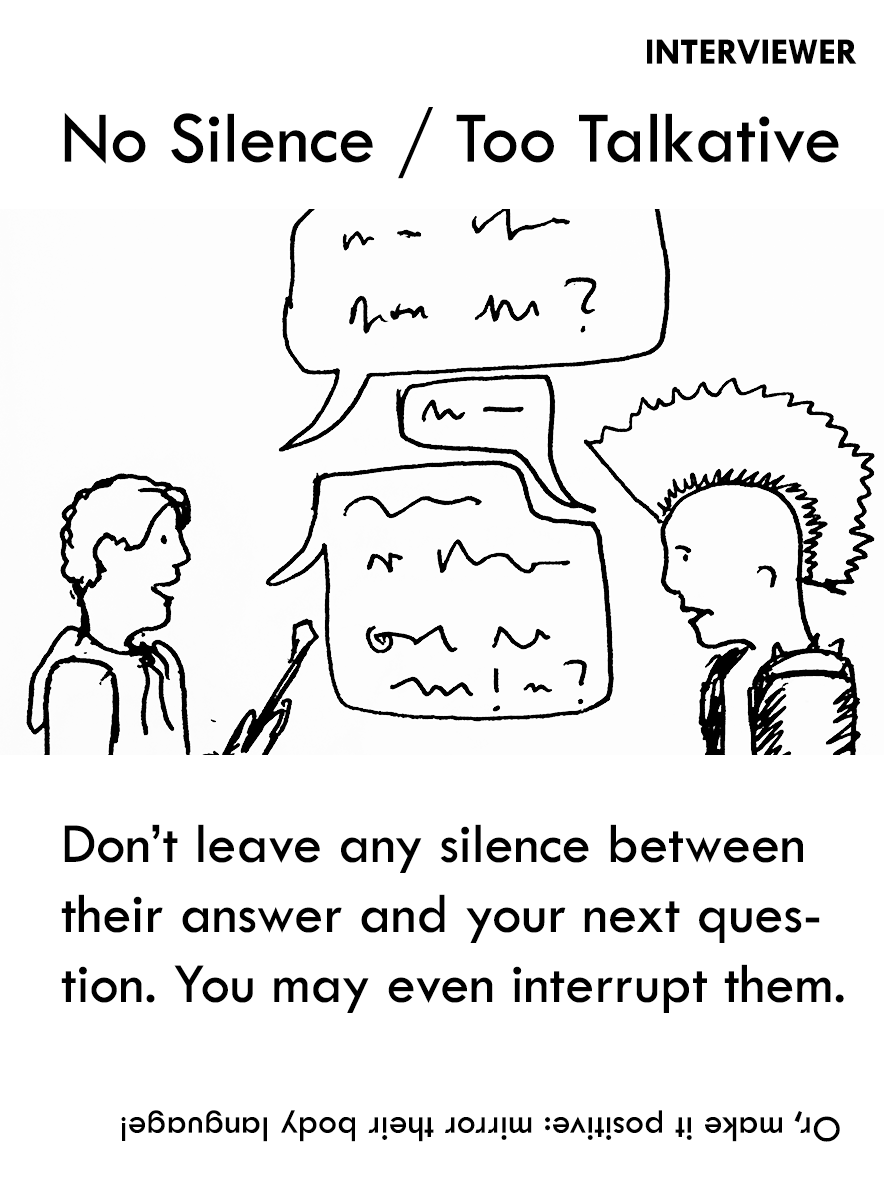 INTERVIEWER
No Silence / Too Talkative
?
! ?
Don’t leave any silence between
their answer and your next ques-
tion. You may even interrupt them.
Or, make it positive: mirror their body language!